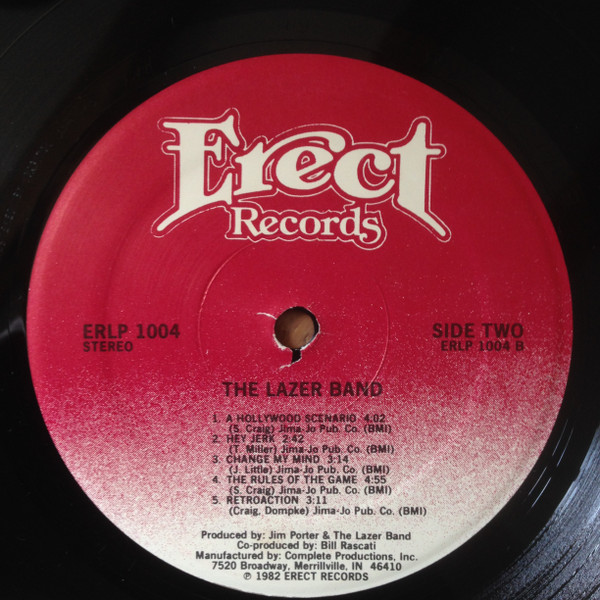 Erect
Records
ERLP 1004
STEREO
SIDE TWO
ERLP 1004 B
THE LAZER BAND
1. A HOLLYWOOD SCENARIO 4:02
(S. Craig) Jima-Jo Pub. Co. (BMI)
2. HEY JERK 2:42
(T. Miller) Jima-Jo Pub. Co. (BMI)
3. CHANGE MY MIND 3:14
(J. Little) Jima-Jo Pub. Co. (BMI)
4. THE RULES OF THE GAME 4:55
(S. Craig) Jima-Jo Pub. Co. (BMI)
5. RETROACTION 3:11
(Craig, Dompke) Jima-Jo Pub. Co. (BMI)
Produced by: Jim Porter & The Lazer Band
Co-produced by: Bill Rascati
Manufactured by: Complete Productions, Inc.
7520 Broadway, Merrillville, IN 46410
℗ 1982 ERECT RECORDS